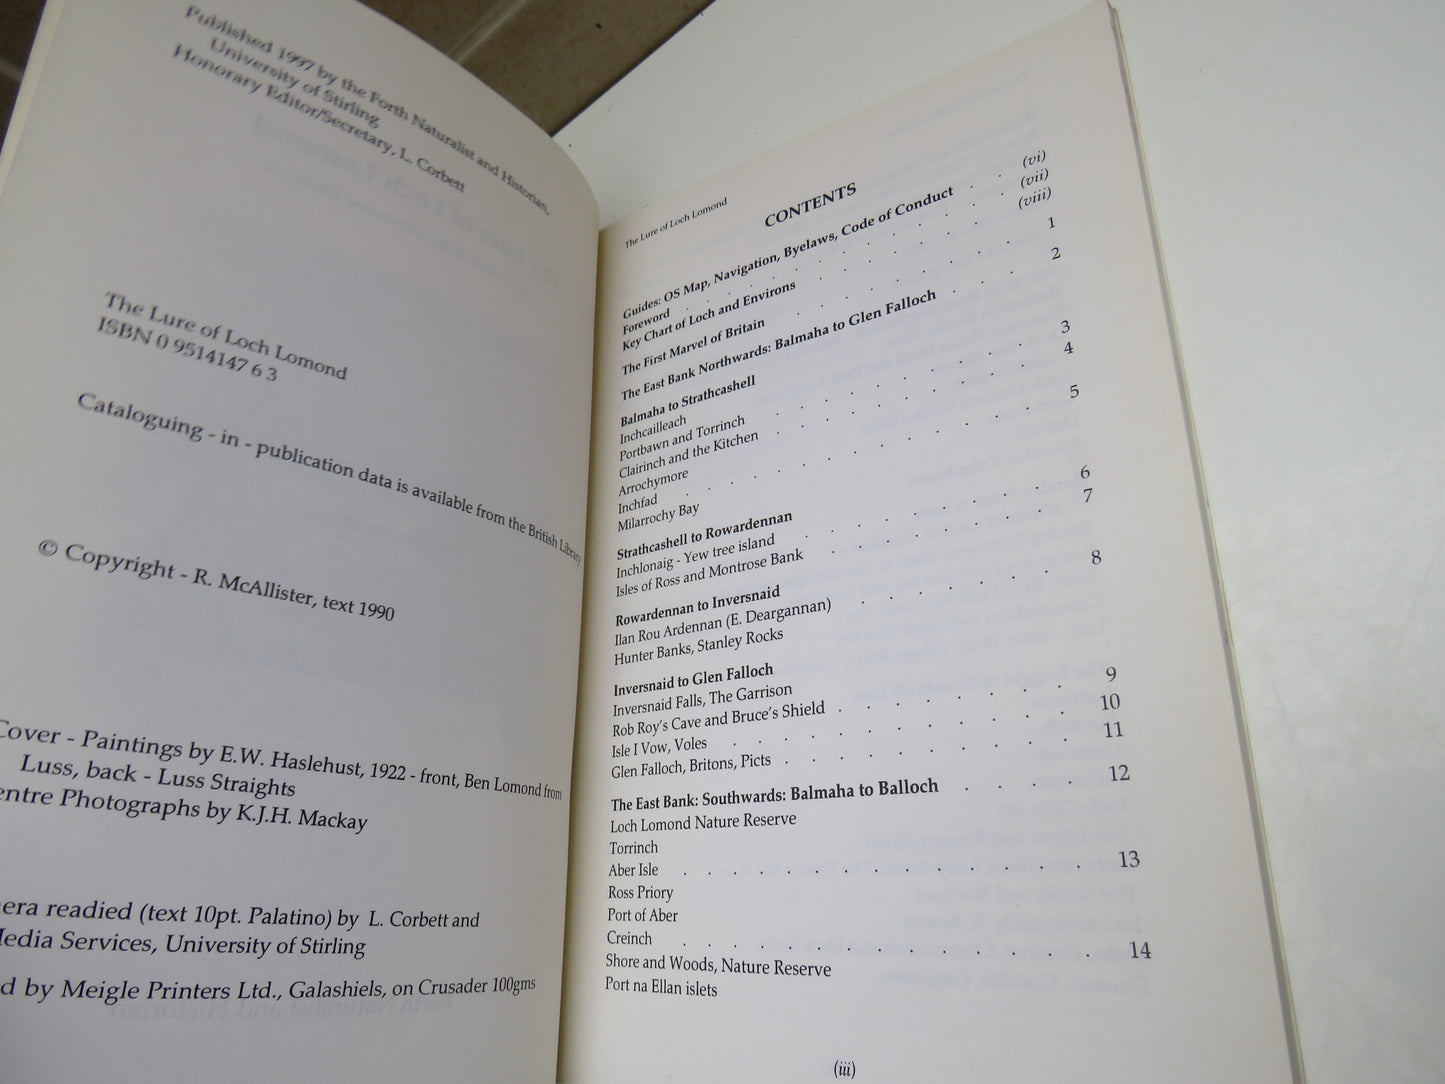 Published 1997 by the Forth Naturalist and Historian,
University of Stirling
Honorary Editor/Secretary, L. Corbett
The Lure of Loch Lomond
ISBN 0 9514147 6 3
Cataloguing - in - publication data is available from the British Library
© Copyright - R. McAllister, text 1990
Cover - Paintings by E.W. Haslehust, 1922 - front, Ben Lomond from
Luss, back - Luss Straights
entre Photographs by K.J.H. Mackay
era readied (text 10pt. Palatino) by L. Corbett and
Media Services, University of Stirling
d by Meigle Printers Ltd., Galashiels, on Crusader 100gms
The Lure of Loch Lomond
CONTENTS
Guides: OS Map, Navigation, Byelaws, Code of Conduct . . (vi)
Foreword . . . . . . . . . (vii)
Key Chart of Loch and Environs . . . . . . (viii)
The First Marvel of Britain . . . . . . . 1
The East Bank Northwards: Balmaha to Glen Falloch . . . 2
Balmaha to Strathcashell
Inchcailleach . . . . . . . . 3
Portbawn and Torrinch . . . . . . . . 4
Clairinch and the Kitchen
Arrochymore . . . . . . . . 5
Inchfad
Milarrochy Bay
Strathcashell to Rowardennan
Inchlonaig - Yew tree island . . . . . . . . 6
Isles of Ross and Montrose Bank . . . . . . . 7
Rowardennan to Inversnaid
Ilan Rou Ardennan (E. Deargannan) . . . . . . . 8
Hunter Banks, Stanley Rocks
Inversnaid to Glen Falloch
Inversnaid Falls, The Garrison
Rob Roy's Cave and Bruce's Shield . . . . . . . 9
Isle I Vow, Voles . . . . . . . . . . 10
Glen Falloch, Britons, Picts . . . . . . . . . 11
The East Bank: Southwards: Balmaha to Balloch . . . . 12
Loch Lomond Nature Reserve
Torrinch
Aber Isle . . . . . . . . . . . 13
Ross Priory
Port of Aber
Creinch . . . . . . . . . . . 14
Shore and Woods, Nature Reserve
Port na Ellan islets
(iii)